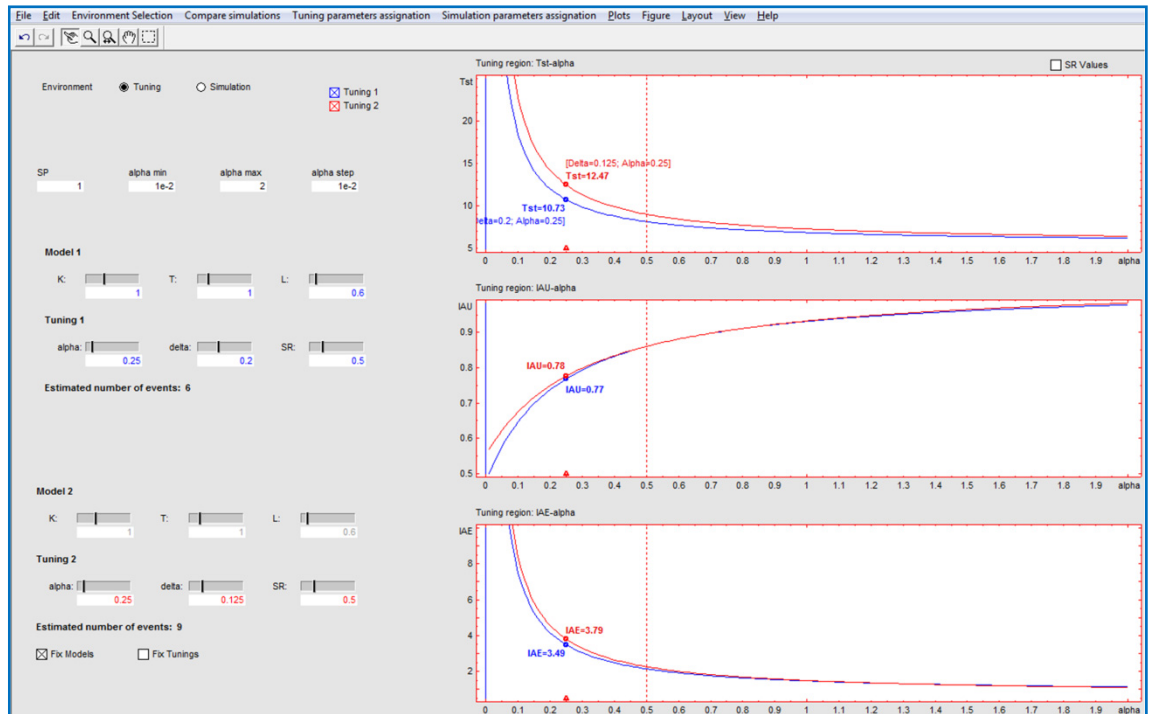 File Edit Environment Selection Compare simulations Tuning parameters assignation Simulation parameters assignation Plots Figure Layout View Help
Environment Tuning Simulation
Tuning 1
Tuning 2
SP alpha min alpha max alpha step
1 1e-2 2 1e-2
Model 1
K: T: L:
1 1 0.6
Tuning 1
alpha: delta: SR:
0.25 0.2 0.5
Estimated number of events: 6
Model 2
K: T: L:
1 1 0.6
Tuning 2
alpha: delta: SR:
0.25 0.125 0.5
Estimated number of events: 9
Fix Models Fix Tunings
Tuning region: Tst-alpha
SR Values
Tst
20
15
10
5
[Delta=0.125; Alpha=0.25]
Tst=12.47
Tst=10.73
elta=0.2; Alpha=0.25]
0 0.1 0.2 0.3 0.4 0.5 0.6 0.7 0.8 0.9 1 1.1 1.2 1.3 1.4 1.5 1.6 1.7 1.8 1.9 alpha
Tuning region: IAU-alpha
IAU
0.9
0.8
0.7
0.6
0.5
IAU=0.78
IAU=0.77
0 0.1 0.2 0.3 0.4 0.5 0.6 0.7 0.8 0.9 1 1.1 1.2 1.3 1.4 1.5 1.6 1.7 1.8 1.9 alpha
Tuning region: IAE-alpha
IAE
8
6
4
2
IAE=3.79
IAE=3.49
0 0.1 0.2 0.3 0.4 0.5 0.6 0.7 0.8 0.9 1 1.1 1.2 1.3 1.4 1.5 1.6 1.7 1.8 1.9 alpha